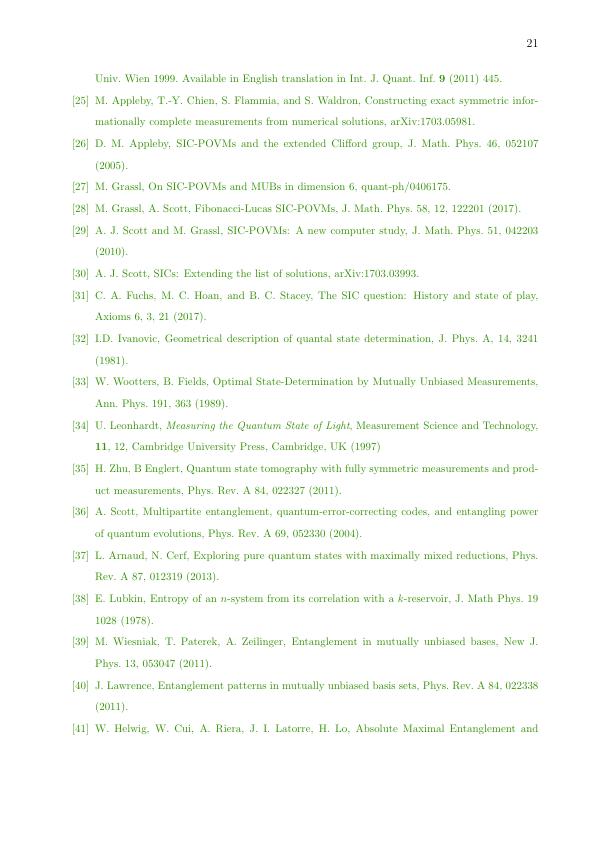 21
Univ. Wien 1999. Available in English translation in Int. J. Quant. Inf. 9 (2011) 445.
[25] M. Appleby, T.-Y. Chien, S. Flammia, and S. Waldron, Constructing exact symmetric infor-
mationally complete measurements from numerical solutions, arXiv:1703.05981.
[26] D. M. Appleby, SIC-POVMs and the extended Clifford group, J. Math. Phys. 46, 052107
(2005).
[27] M. Grassl, On SIC-POVMs and MUBs in dimension 6, quant-ph/0406175.
[28] M. Grassl, A. Scott, Fibonacci-Lucas SIC-POVMs, J. Math. Phys. 58, 12, 122201 (2017).
[29] A. J. Scott and M. Grassl, SIC-POVMs: A new computer study, J. Math. Phys. 51, 042203
(2010).
[30] A. J. Scott, SICs: Extending the list of solutions, arXiv:1703.03993.
[31] C. A. Fuchs, M. C. Hoan, and B. C. Stacey, The SIC question: History and state of play,
Axioms 6, 3, 21 (2017).
[32] I.D. Ivanovic, Geometrical description of quantal state determination, J. Phys. A, 14, 3241
(1981).
[33] W. Wootters, B. Fields, Optimal State-Determination by Mutually Unbiased Measurements,
Ann. Phys. 191, 363 (1989).
[34] U. Leonhardt, Measuring the Quantum State of Light, Measurement Science and Technology,
11, 12, Cambridge University Press, Cambridge, UK (1997)
[35] H. Zhu, B Englert, Quantum state tomography with fully symmetric measurements and prod-
uct measurements, Phys. Rev. A 84, 022327 (2011).
[36] A. Scott, Multipartite entanglement, quantum-error-correcting codes, and entangling power
of quantum evolutions, Phys. Rev. A 69, 052330 (2004).
[37] L. Arnaud, N. Cerf, Exploring pure quantum states with maximally mixed reductions, Phys.
Rev. A 87, 012319 (2013).
[38] E. Lubkin, Entropy of an n-system from its correlation with a k-reservoir, J. Math Phys. 19
1028 (1978).
[39] M. Wiesniak, T. Paterek, A. Zeilinger, Entanglement in mutually unbiased bases, New J.
Phys. 13, 053047 (2011).
[40] J. Lawrence, Entanglement patterns in mutually unbiased basis sets, Phys. Rev. A 84, 022338
(2011).
[41] W. Helwig, W. Cui, A. Riera, J. I. Latorre, H. Lo, Absolute Maximal Entanglement and